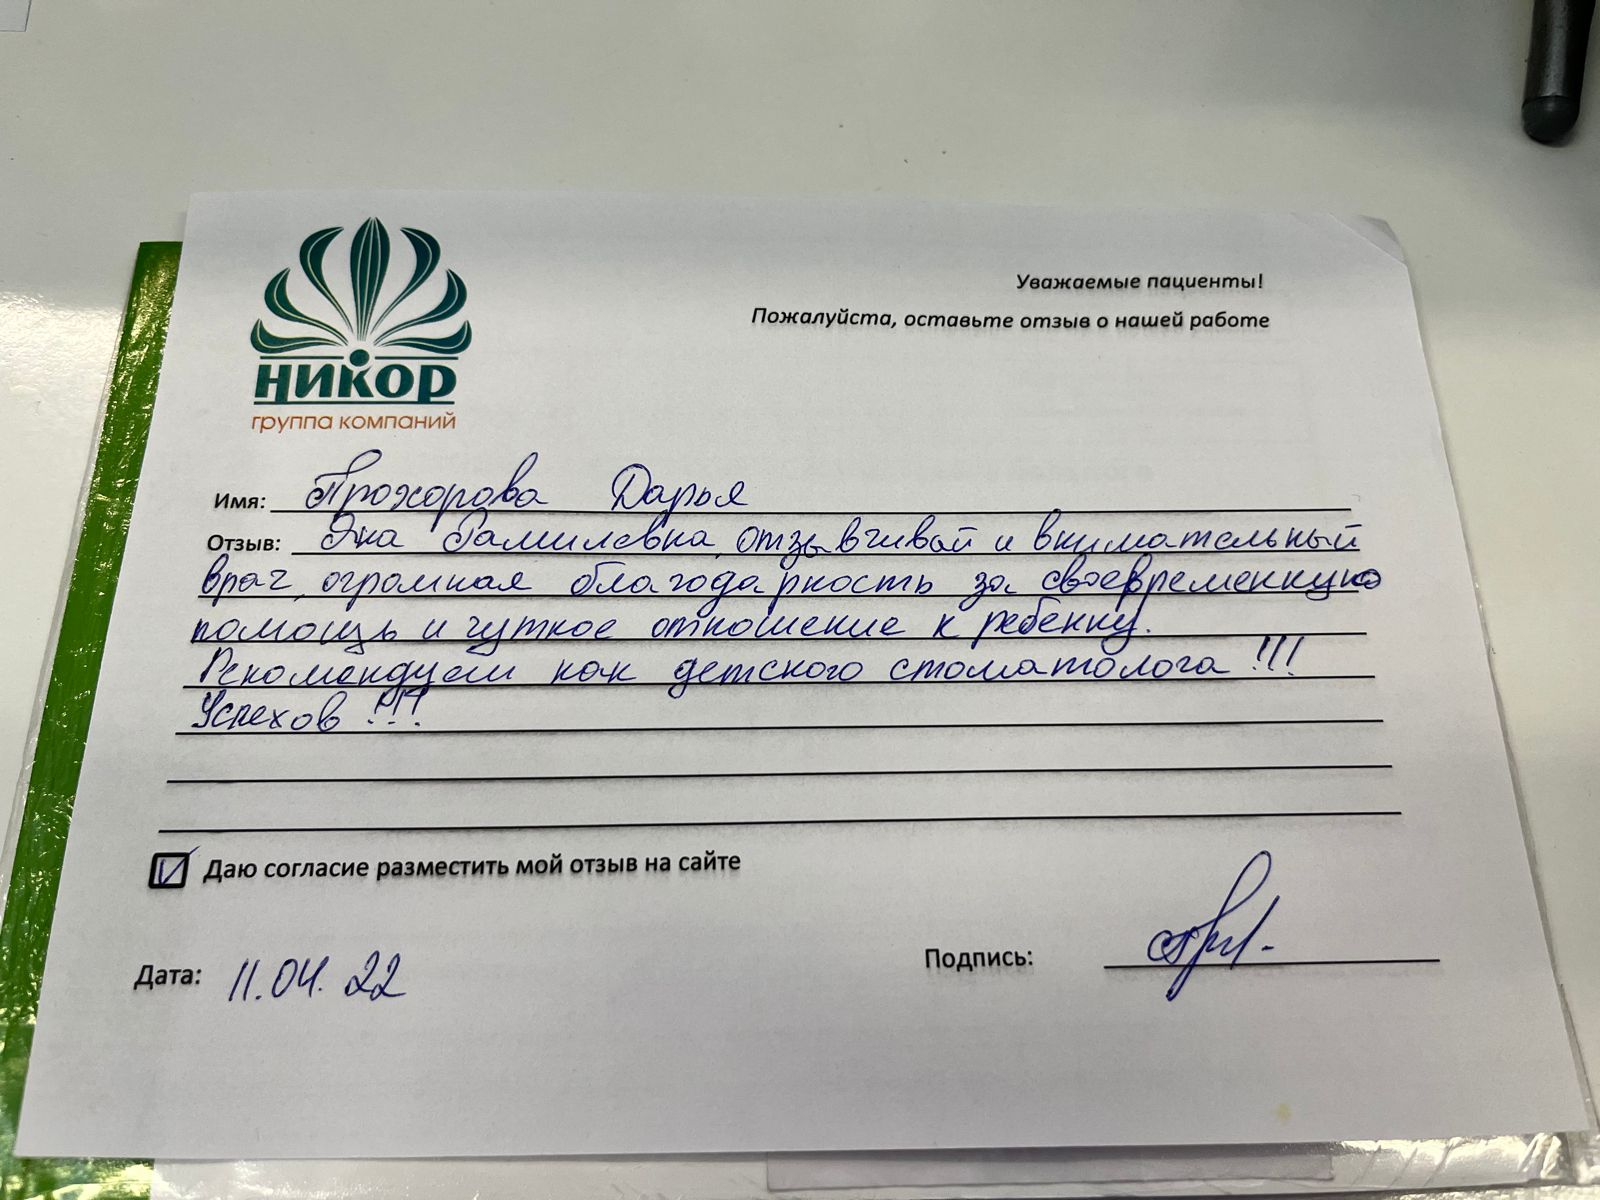 НИКОР
группа компаний
Уважаемые пациенты!
Пожалуйста, оставьте отзыв о нашей работе
Имя: Прохорова Дарья
Отзыв: Яна Рамилевна, отзывчивый и внимательный
врач, огромная благодарность за своевременную
помощь и чуткое отношение к ребенку.
Рекомендуем как детского стоматолога!!!
Успехов!!!
Даю согласие разместить мой отзыв на сайте
Дата: 11.04.22
Подпись: